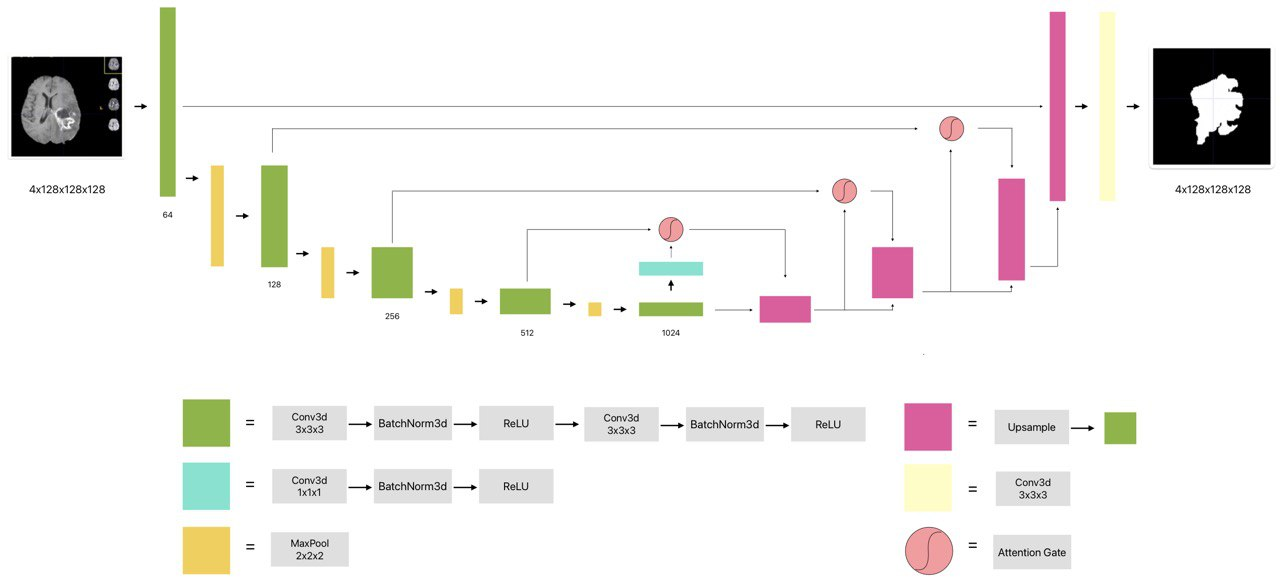 4x128x128x128
64
128
256
512
1024
4x128x128x128
=
Conv3d
3x3x3
BatchNorm3d
ReLU
Conv3d
3x3x3
BatchNorm3d
ReLU
=
Upsample
=
Conv3d
1x1x1
BatchNorm3d
ReLU
=
Conv3d
3x3x3
=
MaxPool
2x2x2
=
Attention Gate